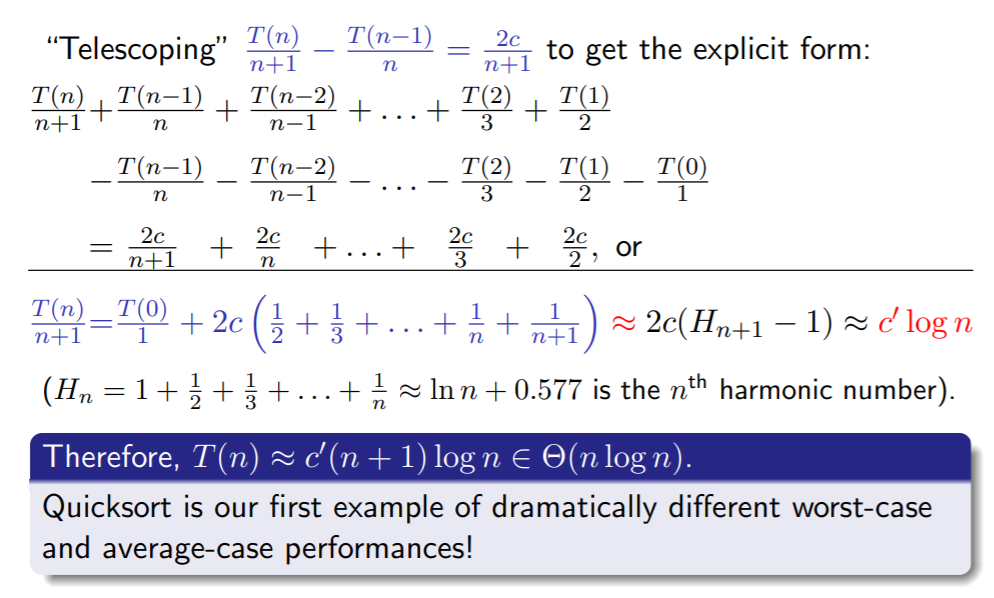 “Telescoping” $\frac{T(n)}{n+1} - \frac{T(n-1)}{n} = \frac{2c}{n+1}$ to get the explicit form:
$\frac{T(n)}{n+1} + \frac{T(n-1)}{n} + \frac{T(n-2)}{n-1} + \ldots + \frac{T(2)}{3} + \frac{T(1)}{2}$
$- \frac{T(n-1)}{n} - \frac{T(n-2)}{n-1} - \ldots - \frac{T(2)}{3} - \frac{T(1)}{2} - \frac{T(0)}{1}$
$= \frac{2c}{n+1} + \frac{2c}{n} + \ldots + \frac{2c}{3} + \frac{2c}{2}$, or
$\frac{T(n)}{n+1} = \frac{T(0)}{1} + 2c\left(\frac{1}{2} + \frac{1}{3} + \ldots + \frac{1}{n} + \frac{1}{n+1}\right) \approx 2c(H_{n+1} - 1) \approx c' \log n$
($H_n = 1 + \frac{1}{2} + \frac{1}{3} + \ldots + \frac{1}{n} \approx \ln n + 0.577$ is the $n^{\text{th}}$ harmonic number).
Therefore, $T(n) \approx c'(n + 1) \log n \in \Theta(n \log n)$.
Quicksort is our first example of dramatically different worst-case
and average-case performances!